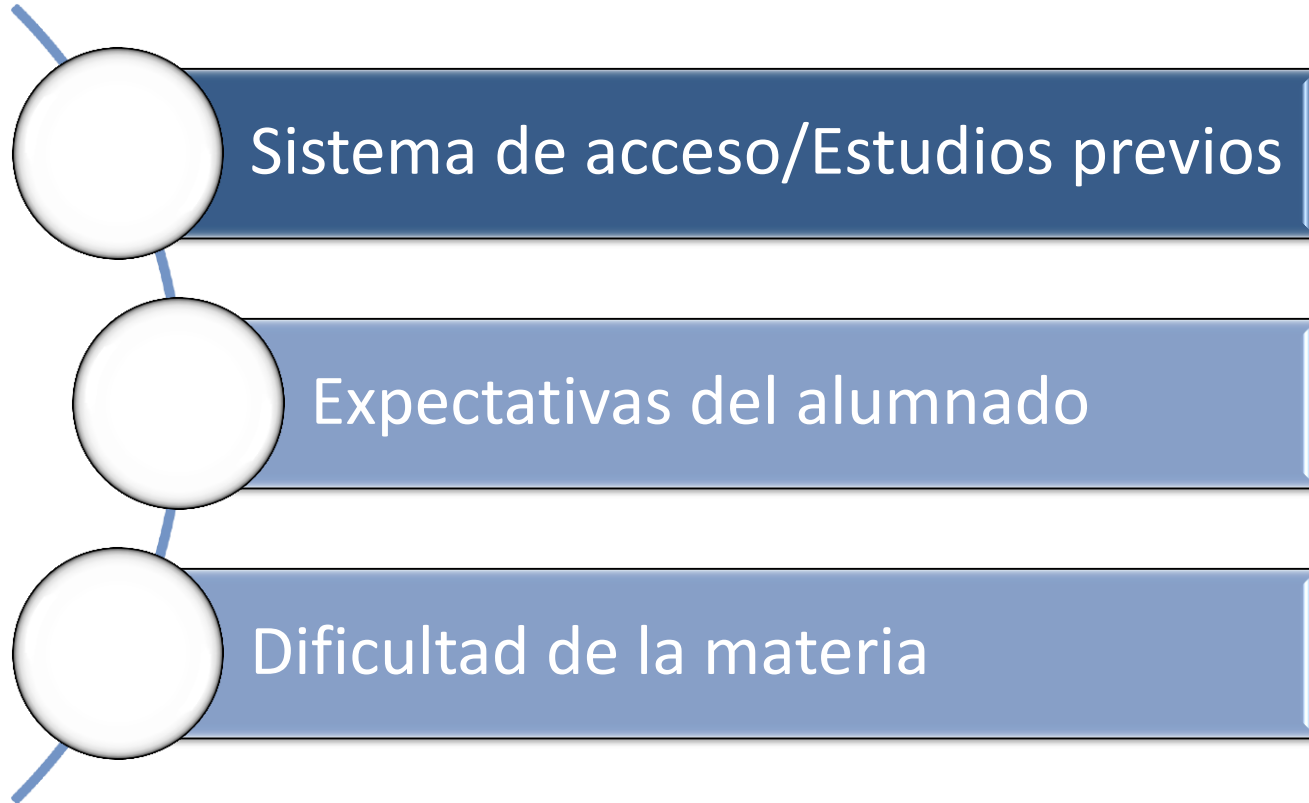 Sistema de acceso/Estudios previos
Expectativas del alumnado
Dificultad de la materia